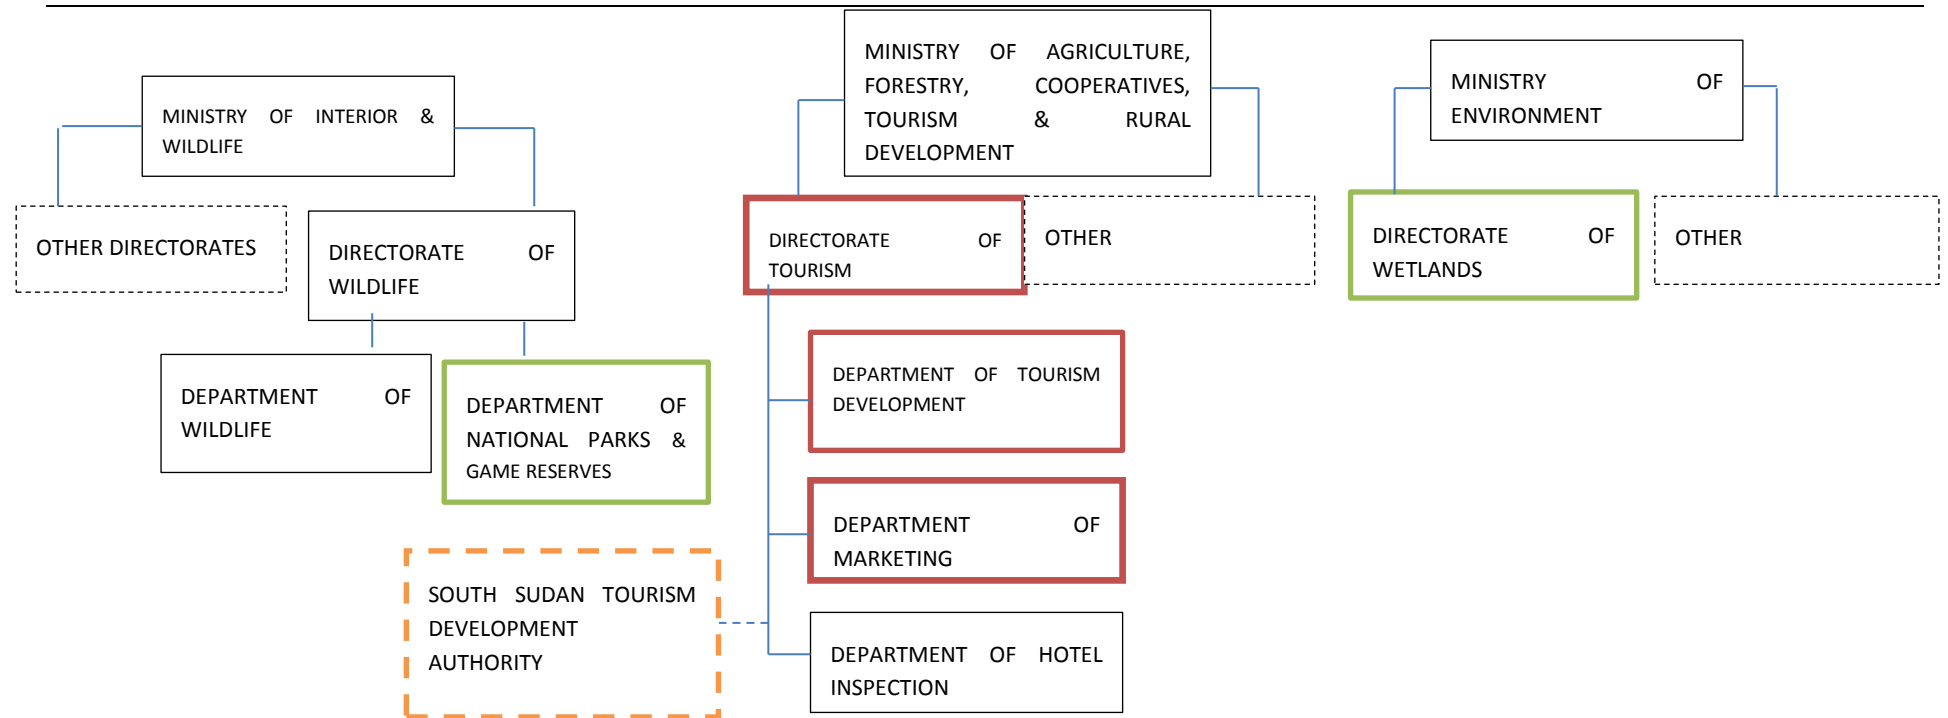 MINISTRY OF INTERIOR &
WILDLIFE
MINISTRY OF AGRICULTURE,
FORESTRY, COOPERATIVES,
TOURISM & RURAL
DEVELOPMENT
MINISTRY OF
ENVIRONMENT
OTHER DIRECTORATES
DIRECTORATE OF
WILDLIFE
DIRECTORATE OF
TOURISM
OTHER
DIRECTORATE OF
WETLANDS
OTHER
DEPARTMENT OF
WILDLIFE
DEPARTMENT OF
NATIONAL PARKS &
GAME RESERVES
DEPARTMENT OF TOURISM
DEVELOPMENT
DEPARTMENT OF
MARKETING
SOUTH SUDAN TOURISM
DEVELOPMENT
AUTHORITY
DEPARTMENT OF HOTEL
INSPECTION